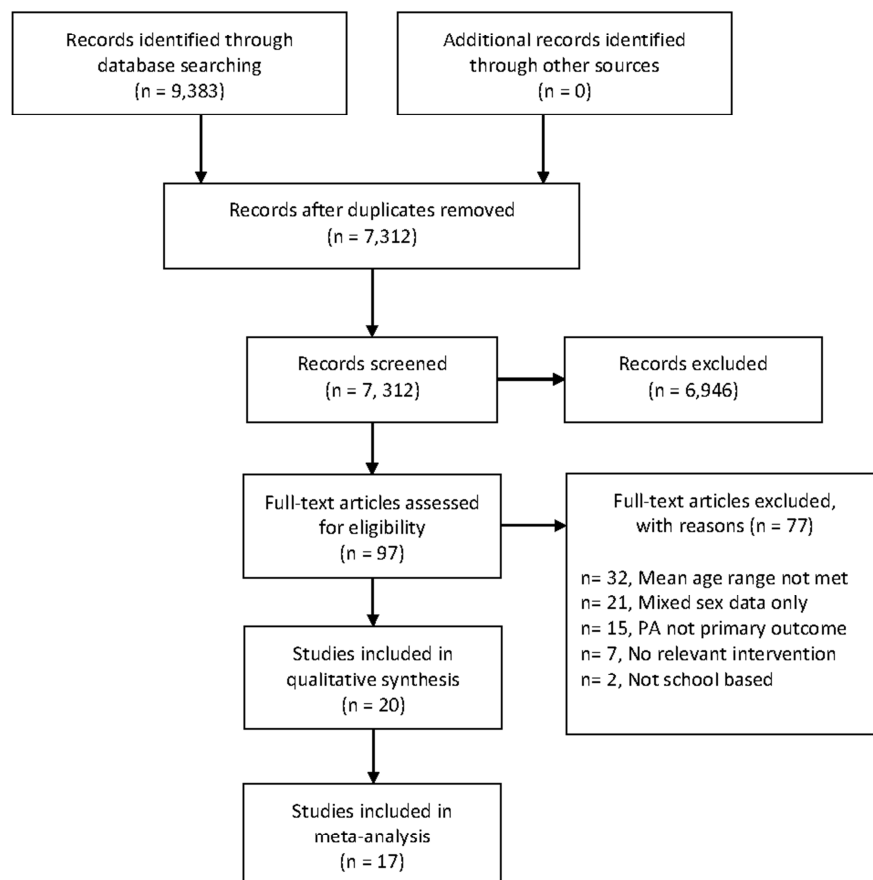 Records identified through
database searching
(n = 9,383)
Additional records identified
through other sources
(n = 0)
Records after duplicates removed
(n = 7,312)
Records screened
(n = 7, 312)
Records excluded
(n = 6,946)
Full-text articles assessed
for eligibility
(n = 97)
Full-text articles excluded,
with reasons (n = 77)
n= 32, Mean age range not met
n= 21, Mixed sex data only
n= 15, PA not primary outcome
n= 7, No relevant intervention
n= 2, Not school based
Studies included in
qualitative synthesis
(n = 20)
Studies included in
meta-analysis
(n = 17)